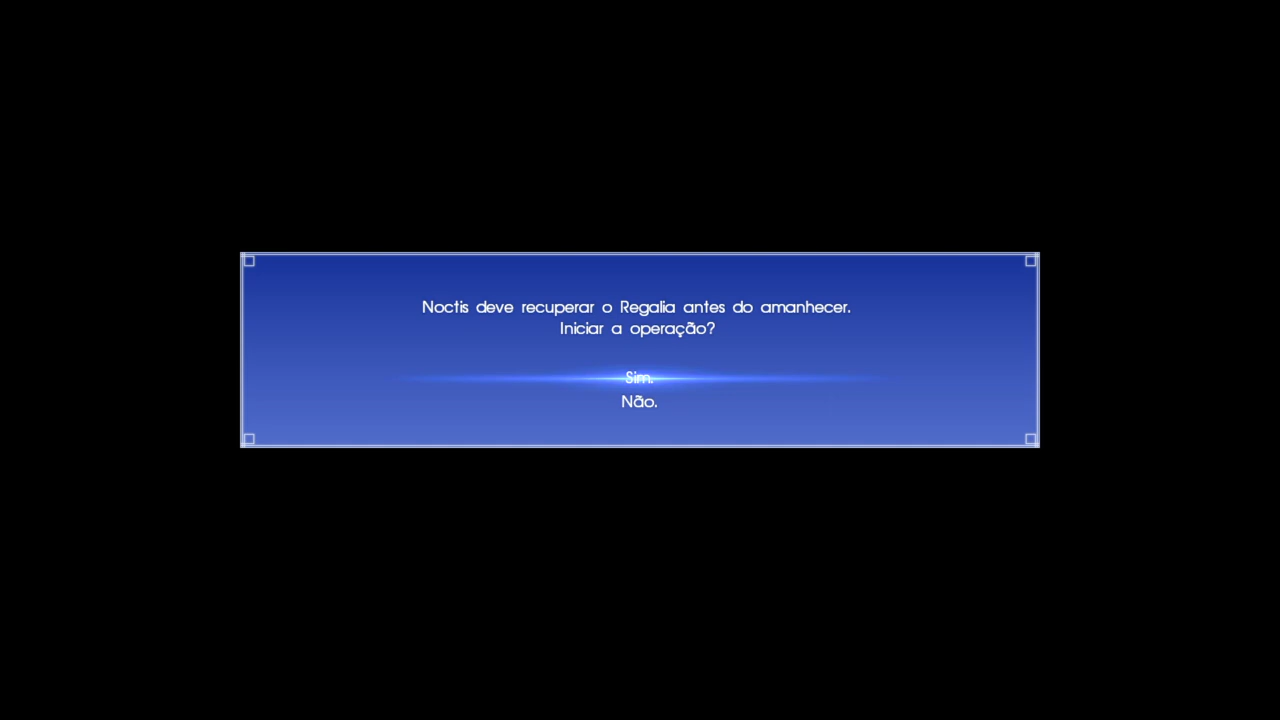 Noctis deve recuperar o Regalia antes do amanhecer.
Iniciar a operação?
Sim.
Não.